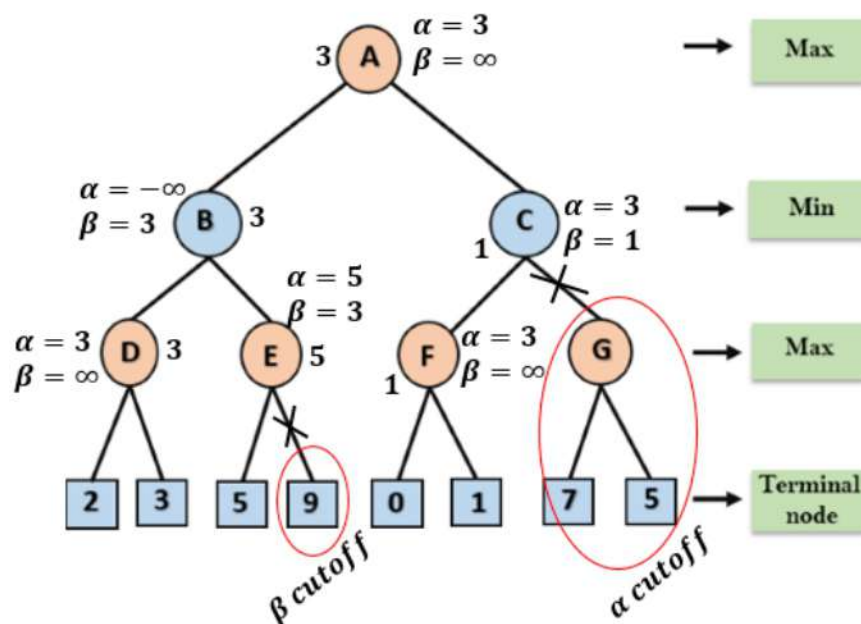 α = 3
3 A β = ∞ Max
α = −∞
β = 3 B 3
1 C α = 3
β = 1
Min
α = 3
β = ∞ D 3
α = 5
β = 3
E 5
1 F α = 3
β = ∞
G
Max
2 3 5 9 0 1 7 5
Terminal
node
β cutoff
α cutoff